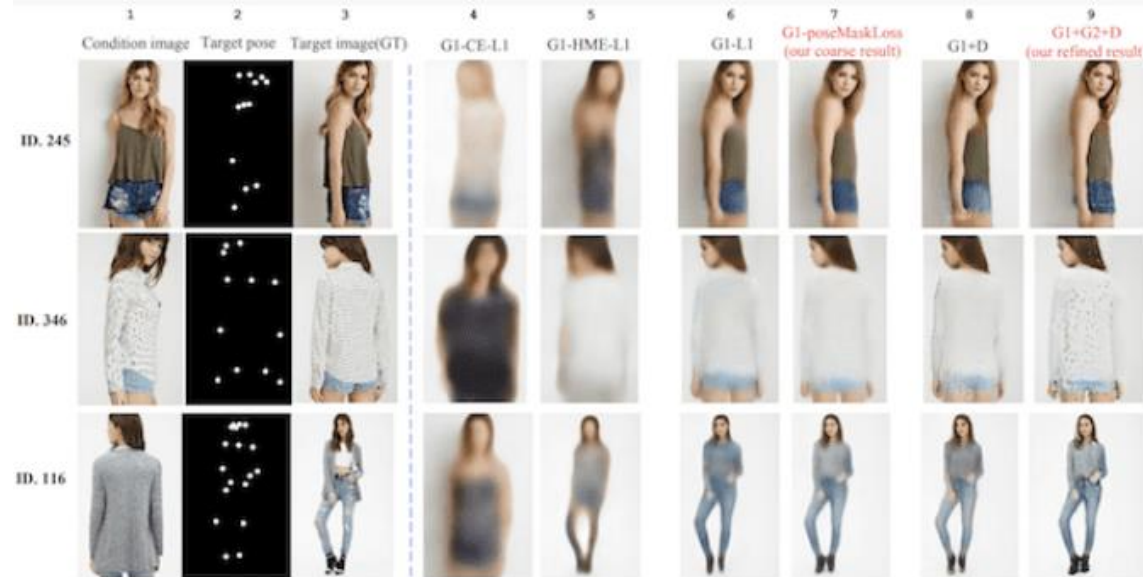 1 2 3 4 5 6 7 8 9
Condition image Target pose Target image(GT) G1-CE-L1 G1-HME-L1 G1-L1 G1-poseMaskLoss G1+D G1+G2+D
(our coarse result) (our refined result
ID. 245
ID. 346
ID. 116